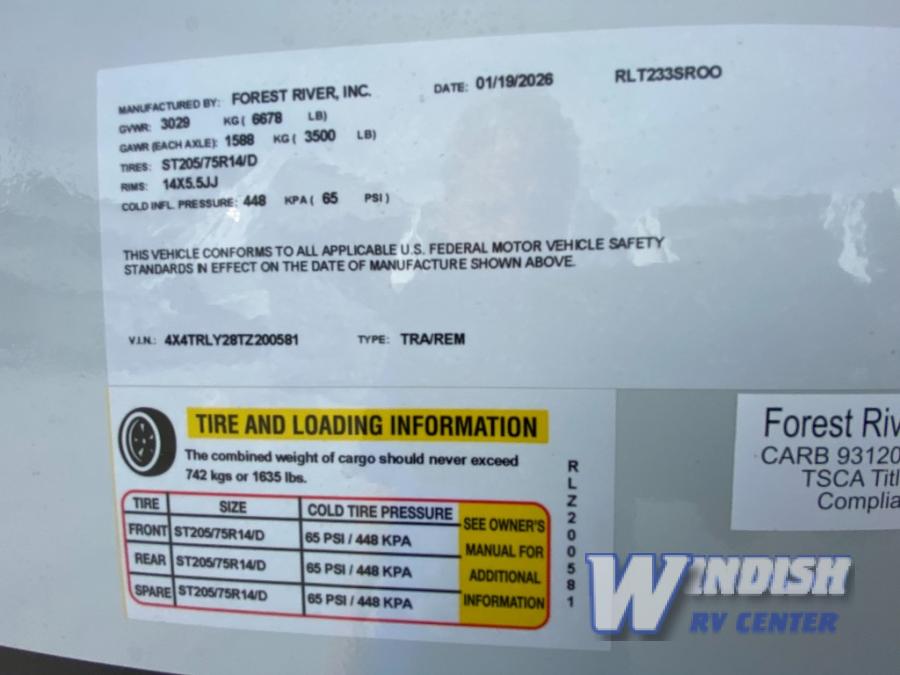 MANUFACTURED BY: FOREST RIVER, INC. DATE: 01/19/2026 RLT233SROO
GVWR: 3029 KG( 6678 LB)
GAWR (EACH AXLE): 1588 KG ( 3500 LB)
TIRES: ST205/75R14/D
RIMS: 14X5.5JJ
COLD INFL. PRESSURE: 448 KPA ( 65 PSI )
THIS VEHICLE CONFORMS TO ALL APPLICABLE U.S. FEDERAL MOTOR VEHICLE SAFETY
STANDARDS IN EFFECT ON THE DATE OF MANUFACTURE SHOWN ABOVE.
V.I.N.: 4X4TRLY28TZ200581 TYPE: TRA/REM
TIRE AND LOADING INFORMATION
The combined weight of cargo should never exceed
742 kgs or 1635 lbs.
TIRE SIZE COLD TIRE PRESSURE
FRONT ST205/75R14/D 65 PSI / 448 KPA
REAR ST205/75R14/D 65 PSI / 448 KPA
SPARE ST205/75R14/D 65 PSI / 448 KPA
SEE OWNER'S
MANUAL FOR
ADDITIONAL
INFORMATION
RLZ200581
Forest Riv
CARB 93120
TSCA Titl
Complia
WINDISH
RV CENTER